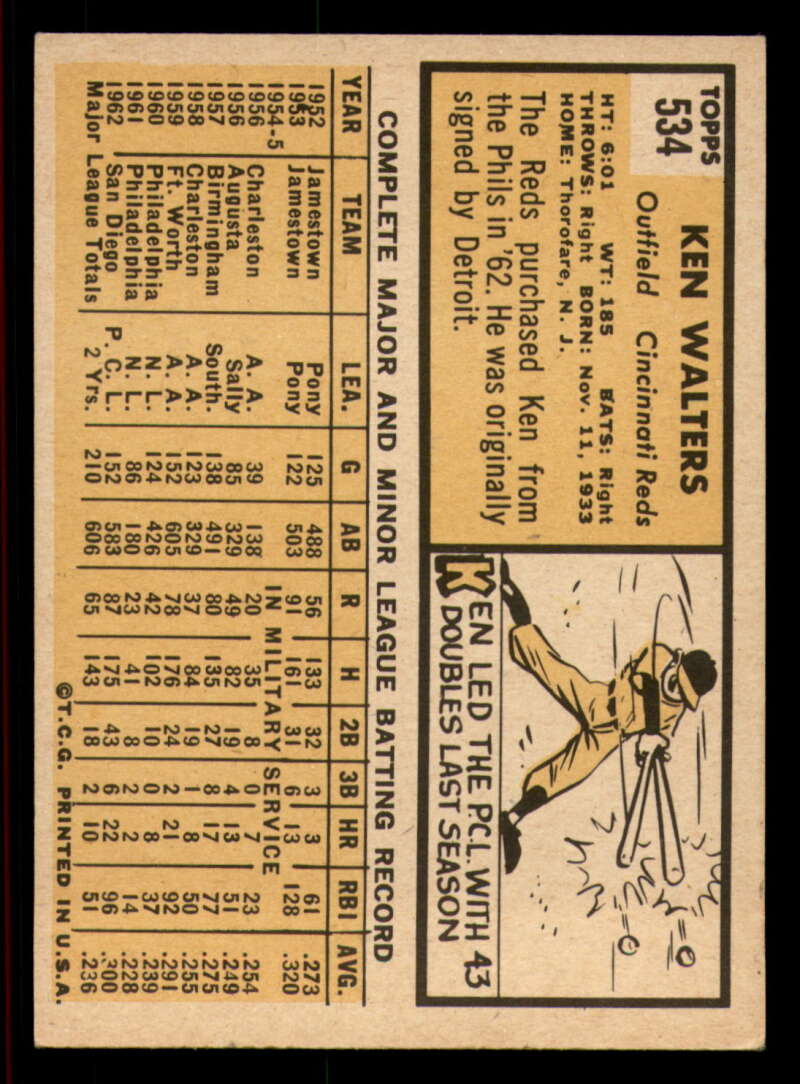 TOPPS
534
KEN WALTERS
Outfield Cincinnati Reds
HT: 6:01 WT: 185 BATS: Right
THROWS: Right BORN: Nov. 11, 1933
HOME: Thorofare, N. J.
The Reds purchased Ken from
the Phils in '62. He was originally
signed by Detroit.
KEN LED THE P.C.L. WITH 43
DOUBLES LAST SEASON
COMPLETE MAJOR AND MINOR LEAGUE BATTING RECORD
YEAR TEAM LEA. G AB R H 2B 3B HR RBI AVG.
1952 Jamestown Pony 125 488 56 133 32 3 3 61 .273
1953 Jamestown Pony 122 503 91 161 31 6 13 128 .320
1954-5 IN MILITARY SERVICE
1956 Charleston A. A. 39 138 20 35 8 0 7 23 .254
1956 Augusta Sally 85 329 49 82 19 4 13 51 .249
1957 Birmingham South. 138 491 80 135 27 8 17 77 .275
1958 Charleston A. A. 123 329 37 84 19 1 8 50 .255
1959 Ft. Worth A. A. 152 605 78 176 24 2 21 92 .291
1960 Philadelphia N. L. 124 426 42 102 10 0 8 37 .239
1961 Philadelphia N. L. 86 180 23 41 8 2 2 14 .228
1962 San Diego P. C. L. 152 583 87 175 43 6 22 96 .300
Major League Totals 2 Yrs. 210 606 65 143 18 2 10 51 .236
©T.C.G. PRINTED IN U.S.A.